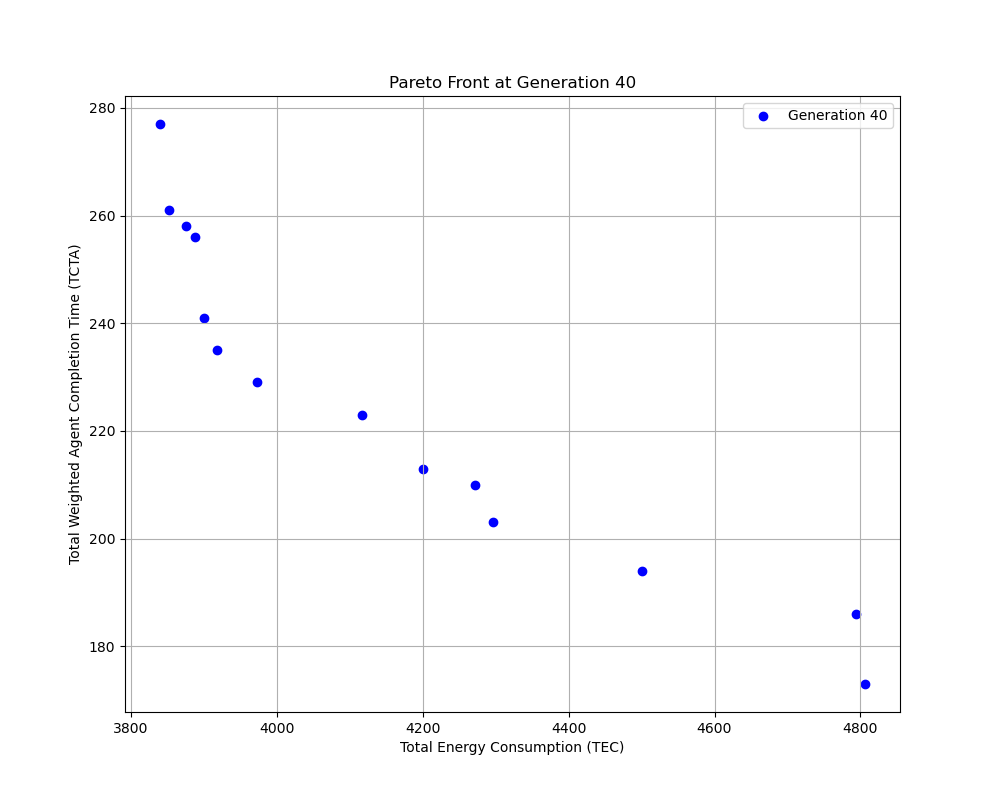 Pareto Front at Generation 40
Generation 40
Total Weighted Agent Completion Time (TCTA)
280
260
240
220
200
180
3800 4000 4200 4400 4600 4800
Total Energy Consumption (TEC)